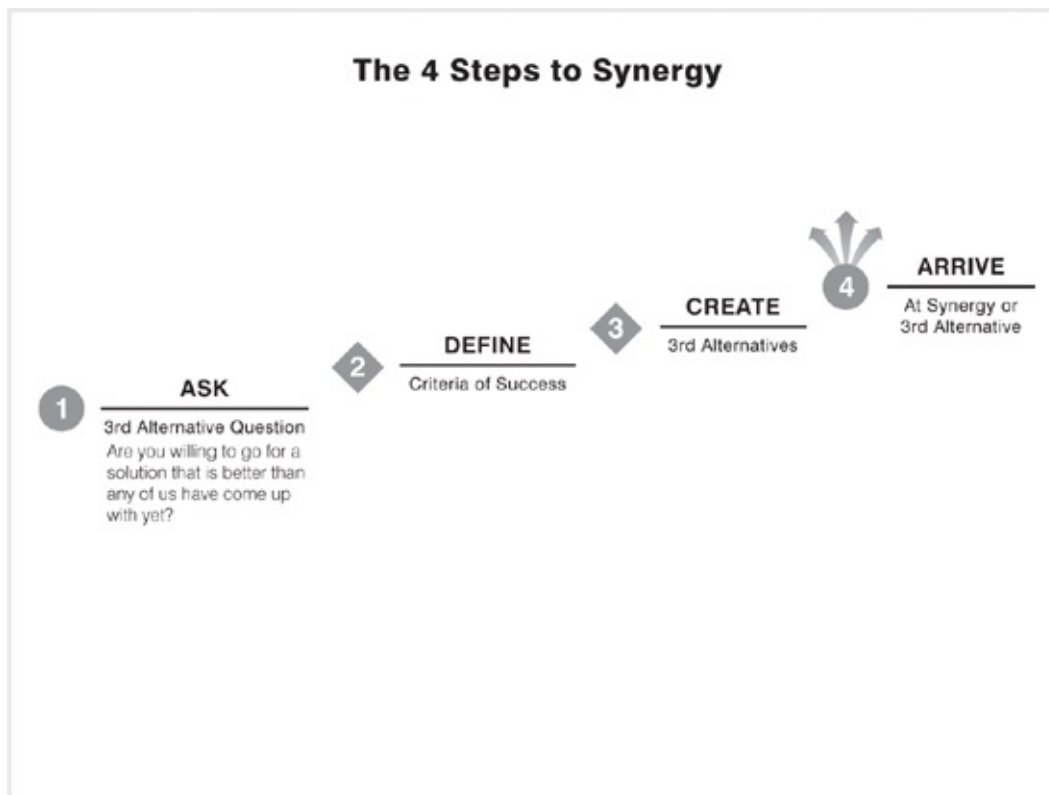 The 4 Steps to Synergy
1
ASK
3rd Alternative Question
Are you willing to go for a
solution that is better than
any of us have come up
with yet?
2
DEFINE
Criteria of Success
3
CREATE
3rd Alternatives
4
ARRIVE
At Synergy or
3rd Alternative